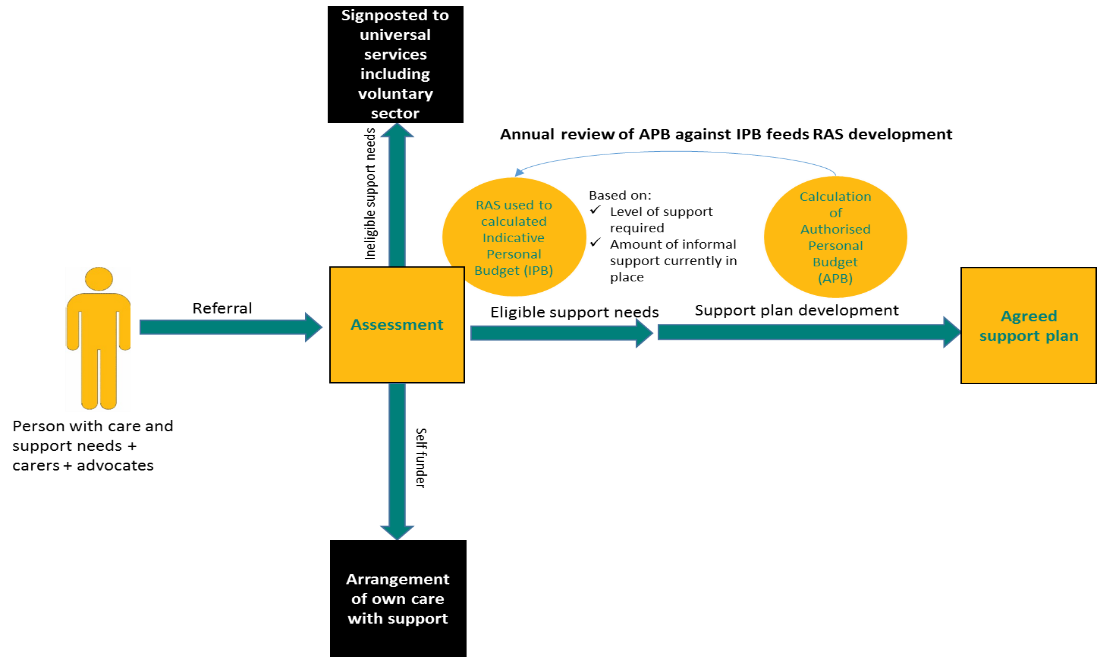 Signposted to
universal
services
including
voluntary
sector
Ineligible support needs
Annual review of APB against IPB feeds RAS development
RAS used to
calculated
Indicative
Personal
Budget (IPB)
Based on:
✓ Level of support
required
✓ Amount of informal
support currently in
place
Calculation
of
Authorised
Personal
Budget
(APB)
Referral
Assessment
Eligible support needs
Support plan development
Agreed
support plan
Person with care and
support needs +
carers + advocates
Self funder
Arrangement
of own care
with support